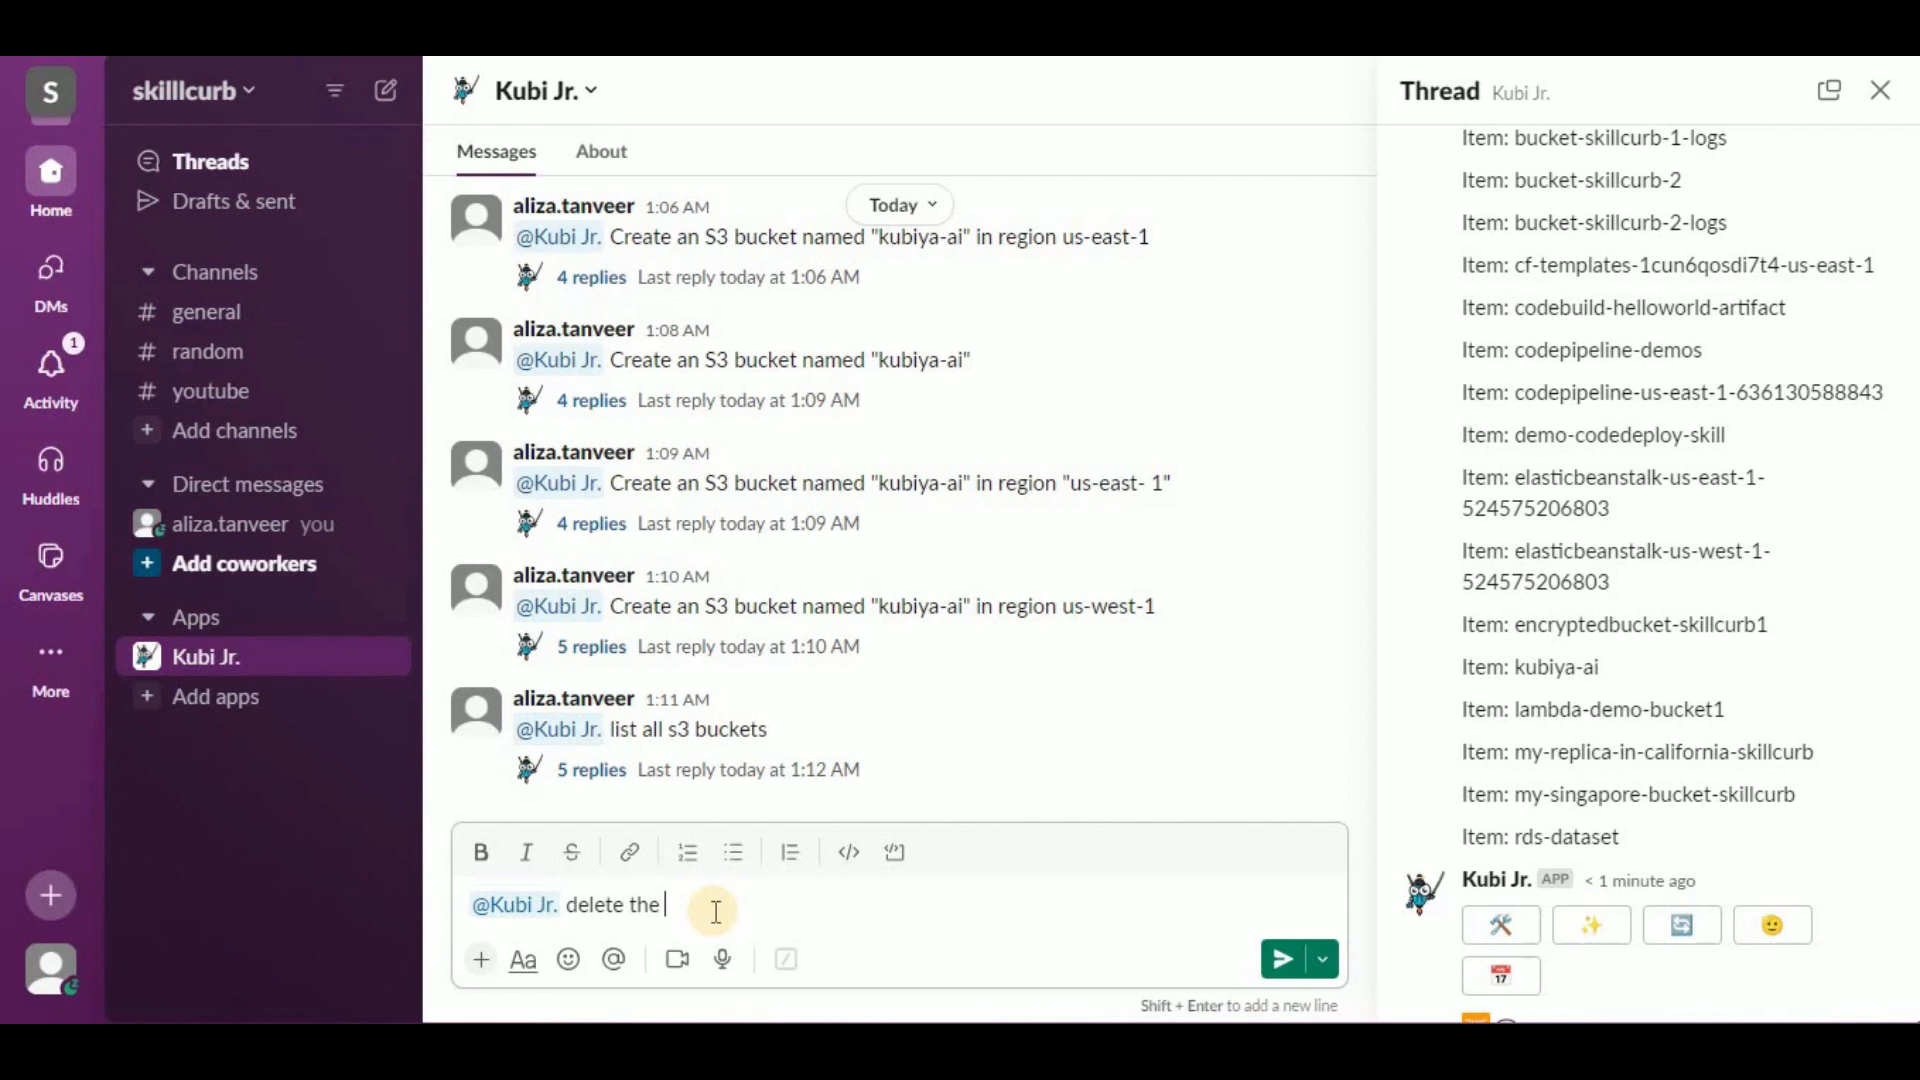 S
Home
DMs
1
Activity
Huddles
Canvases
More
skilllcurb
Threads
Drafts & sent
Channels
# general
# random
# youtube
+ Add channels
Direct messages
aliza.tanveer you
+ Add coworkers
Apps
Kubi Jr.
+ Add apps
Kubi Jr.
Messages About
Today
aliza.tanveer 1:06 AM
@Kubi Jr. Create an S3 bucket named "kubiya-ai" in region us-east-1
4 replies Last reply today at 1:06 AM
aliza.tanveer 1:08 AM
@Kubi Jr. Create an S3 bucket named "kubiya-ai"
4 replies Last reply today at 1:09 AM
aliza.tanveer 1:09 AM
@Kubi Jr. Create an S3 bucket named "kubiya-ai" in region "us-east- 1"
4 replies Last reply today at 1:09 AM
aliza.tanveer 1:10 AM
@Kubi Jr. Create an S3 bucket named "kubiya-ai" in region us-west-1
5 replies Last reply today at 1:10 AM
aliza.tanveer 1:11 AM
@Kubi Jr. list all s3 buckets
5 replies Last reply today at 1:12 AM
B I S
@Kubi Jr. delete the
+ Aa @
Shift + Enter to add a new line
Thread Kubi Jr.
Item: bucket-skillcurb-1-logs
Item: bucket-skillcurb-2
Item: bucket-skillcurb-2-logs
Item: cf-templates-1cun6qosdi7t4-us-east-1
Item: codebuild-helloworld-artifact
Item: codepipeline-demos
Item: codepipeline-us-east-1-636130588843
Item: demo-codedeploy-skill
Item: elasticbeanstalk-us-east-1-
524575206803
Item: elasticbeanstalk-us-west-1-
524575206803
Item: encryptedbucket-skillcurb1
Item: kubiya-ai
Item: lambda-demo-bucket1
Item: my-replica-in-california-skillcurb
Item: my-singapore-bucket-skillcurb
Item: rds-dataset
Kubi Jr. APP < 1 minute ago
17